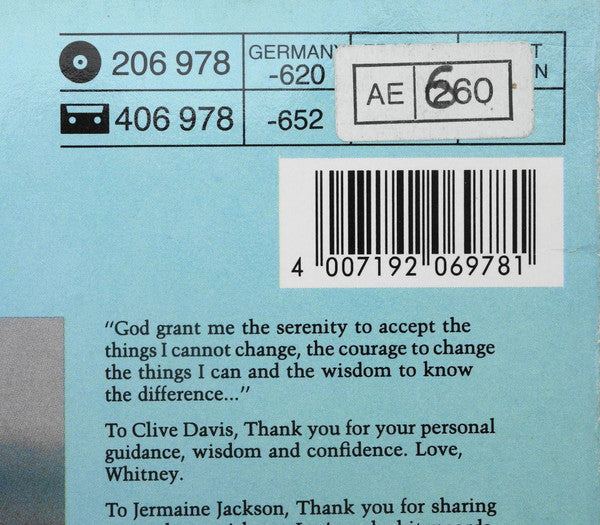 206 978 GERMANY -620
T
N
406 978 -652
AE 6260
4 007192 069781
"God grant me the serenity to accept the
things I cannot change, the courage to change
the things I can and the wisdom to know
the difference..."
To Clive Davis, Thank you for your personal
guidance, wisdom and confidence. Love,
Whitney.
To Jermaine Jackson, Thank you for sharing